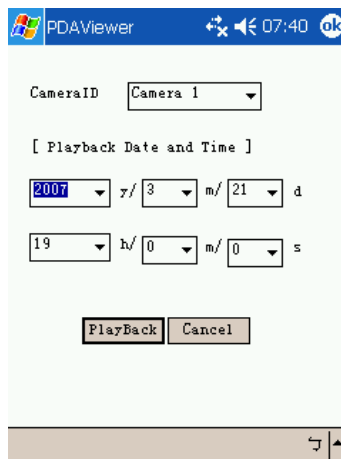 PDAViewer 07:40 ok
CameraID Camera 1
[ Playback Date and Time ]
2007 y/ 3 m/ 21 d
19 h/ 0 m/ 0 s
PlayBack Cancel